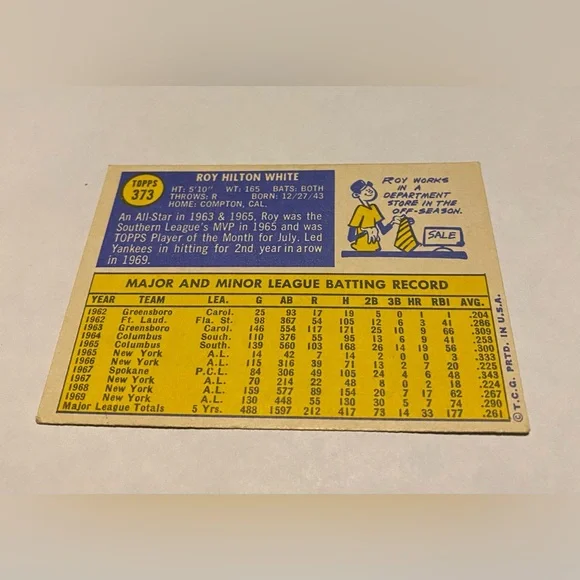 TOPPS
373
ROY HILTON WHITE
HT: 5'10" WT: 165 BATS: BOTH
THROWS: R BORN: 12/27/43
HOME: COMPTON, CAL.
An All-Star in 1963 & 1965, Roy was the
Southern League's MVP in 1965 and was
TOPPS Player of the Month for July. Led
Yankees in hitting for 2nd year in a row
in 1969.
ROY WORKS
IN A
DEPARTMENT
STORE IN THE
OFF-SEASON.
SALE
MAJOR AND MINOR LEAGUE BATTING RECORD
YEAR TEAM LEA. G AB R H 2B 3B HR RBI AVG.
1962 Greensboro Carol. 25 93 17 19 5 0 1 1 .204
1962 Ft. Laud. Fla. St. 98 367 54 105 12 6 3 41 .286
1963 Greensboro Carol. 146 554 117 171 25 10 9 66 .309
1964 Columbus South. 110 376 55 95 13 6 9 41 .253
1965 Columbus South. 139 560 103 168 26 14 19 56 .300
1965 New York A.L. 14 42 7 14 2 0 0 3 .333
1966 New York A.L. 115 316 39 71 13 2 7 20 .225
1967 Spokane P.C.L. 84 306 49 105 24 4 6 48 .343
1967 New York A.L. 70 214 22 48 8 0 2 18 .224
1968 New York A.L. 159 577 89 154 20 7 17 62 .267
1969 New York A.L. 130 448 55 130 30 5 7 74 .290
Major League Totals 5 Yrs. 488 1597 212 417 73 14 33 177 .261
© T.C.G. PRTD. IN U.S.A.